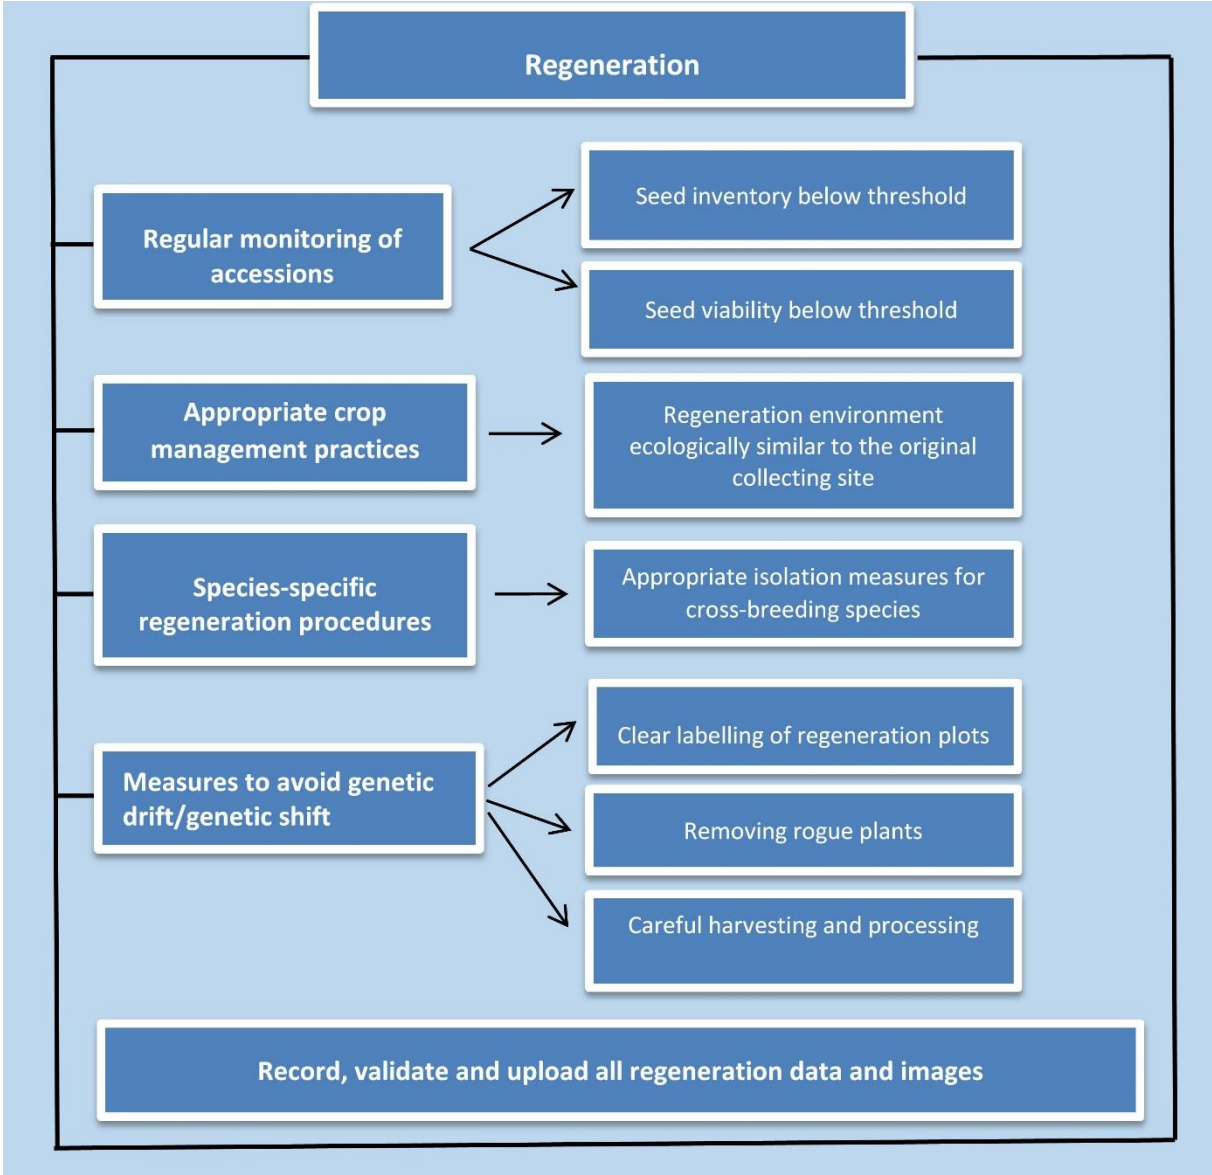 Regeneration
Regular monitoring of
accessions
Seed inventory below threshold
Seed viability below threshold
Appropriate crop
management practices
Regeneration environment
ecologically similar to the original
collecting site
Species-specific
regeneration procedures
Appropriate isolation measures for
cross-breeding species
Measures to avoid genetic
drift/genetic shift
Clear labelling of regeneration plots
Removing rogue plants
Careful harvesting and processing
Record, validate and upload all regeneration data and images